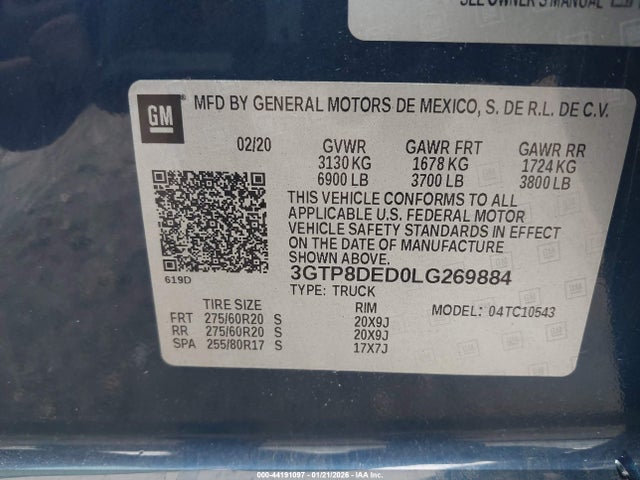 SEE OWNER'S MANUAL
GM
MFD BY GENERAL MOTORS DE MEXICO, S. DE R.L. DE C.V.
02/20 GVWR GAWR FRT GAWR RR
3130 KG 1678 KG 1724 KG
6900 LB 3700 LB 3800 LB
THIS VEHICLE CONFORMS TO ALL
APPLICABLE U.S. FEDERAL MOTOR
VEHICLE SAFETY STANDARDS IN EFFECT
ON THE DATE OF MANUFACTURE
SHOWN ABOVE.
619D
3GTP8DED0LG269884
TYPE: TRUCK
TIRE SIZE RIM MODEL: 04TC10543
FRT 275/60R20 S 20X9J
RR 275/60R20 S 20X9J
SPA 255/80R17 S 17X7J
000-44191097 - 01/21/2026 - IAA Inc.